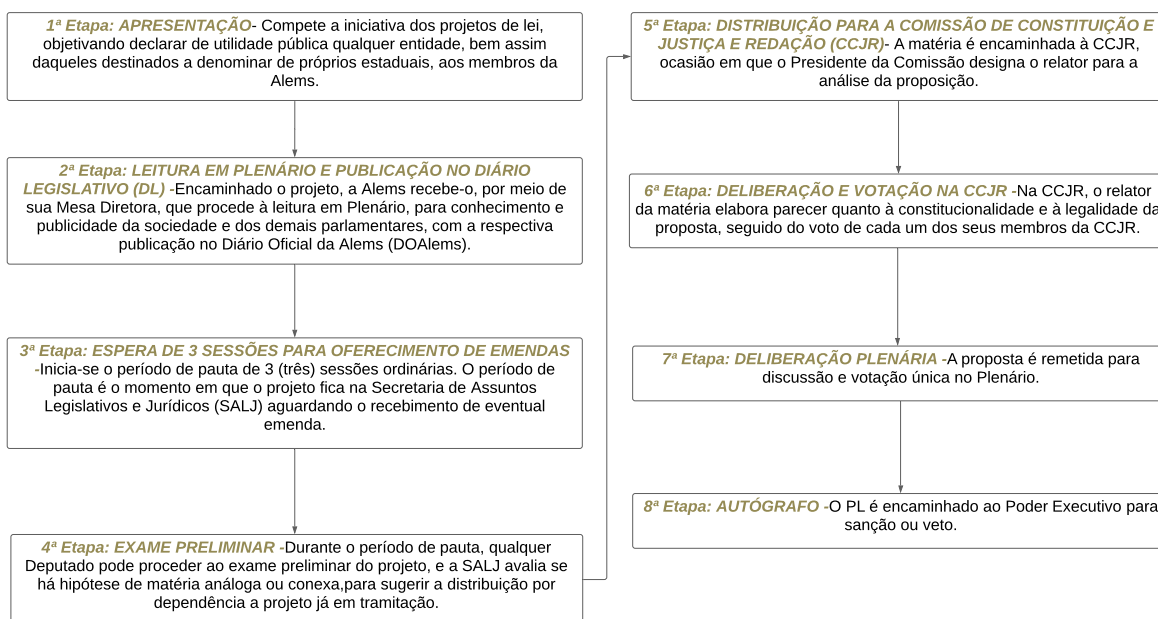 1ª Etapa: APRESENTAÇÃO- Compete a iniciativa dos projetos de lei,
objetivando declarar de utilidade pública qualquer entidade, bem assim
daqueles destinados a denominar de próprios estaduais, aos membros da
Alems.
2ª Etapa: LEITURA EM PLENÁRIO E PUBLICAÇÃO NO DIÁRIO
LEGISLATIVO (DL) -Encaminhado o projeto, a Alems recebe-o, por meio de
sua Mesa Diretora, que procede à leitura em Plenário, para conhecimento e
publicidade da sociedade e dos demais parlamentares, com a respectiva
publicação no Diário Oficial da Alems (DOAlems).
3ª Etapa: ESPERA DE 3 SESSÕES PARA OFERECIMENTO DE EMENDAS
-Inicia-se o período de pauta de 3 (três) sessões ordinárias. O período de
pauta é o momento em que o projeto fica na Secretaria de Assuntos
Legislativos e Jurídicos (SALJ) aguardando o recebimento de eventual
emenda.
4ª Etapa: EXAME PRELIMINAR -Durante o período de pauta, qualquer
Deputado pode proceder ao exame preliminar do projeto, e a SALJ avalia se
há hipótese de matéria análoga ou conexa,para sugerir a distribuição por
dependência a projeto já em tramitação.
5ª Etapa: DISTRIBUIÇÃO PARA A COMISSÃO DE CONSTITUIÇÃO E
JUSTIÇA E REDAÇÃO (CCJR)- A matéria é encaminhada à CCJR,
ocasião em que o Presidente da Comissão designa o relator para a
análise da proposição.
6ª Etapa: DELIBERAÇÃO E VOTAÇÃO NA CCJR -Na CCJR, o relator
da matéria elabora parecer quanto à constitucionalidade e à legalidade da
proposta, seguido do voto de cada um dos seus membros da CCJR.
7ª Etapa: DELIBERAÇÃO PLENÁRIA -A proposta é remetida para
discussão e votação única no Plenário.
8ª Etapa: AUTÓGRAFO -O PL é encaminhado ao Poder Executivo para
sanção ou veto.